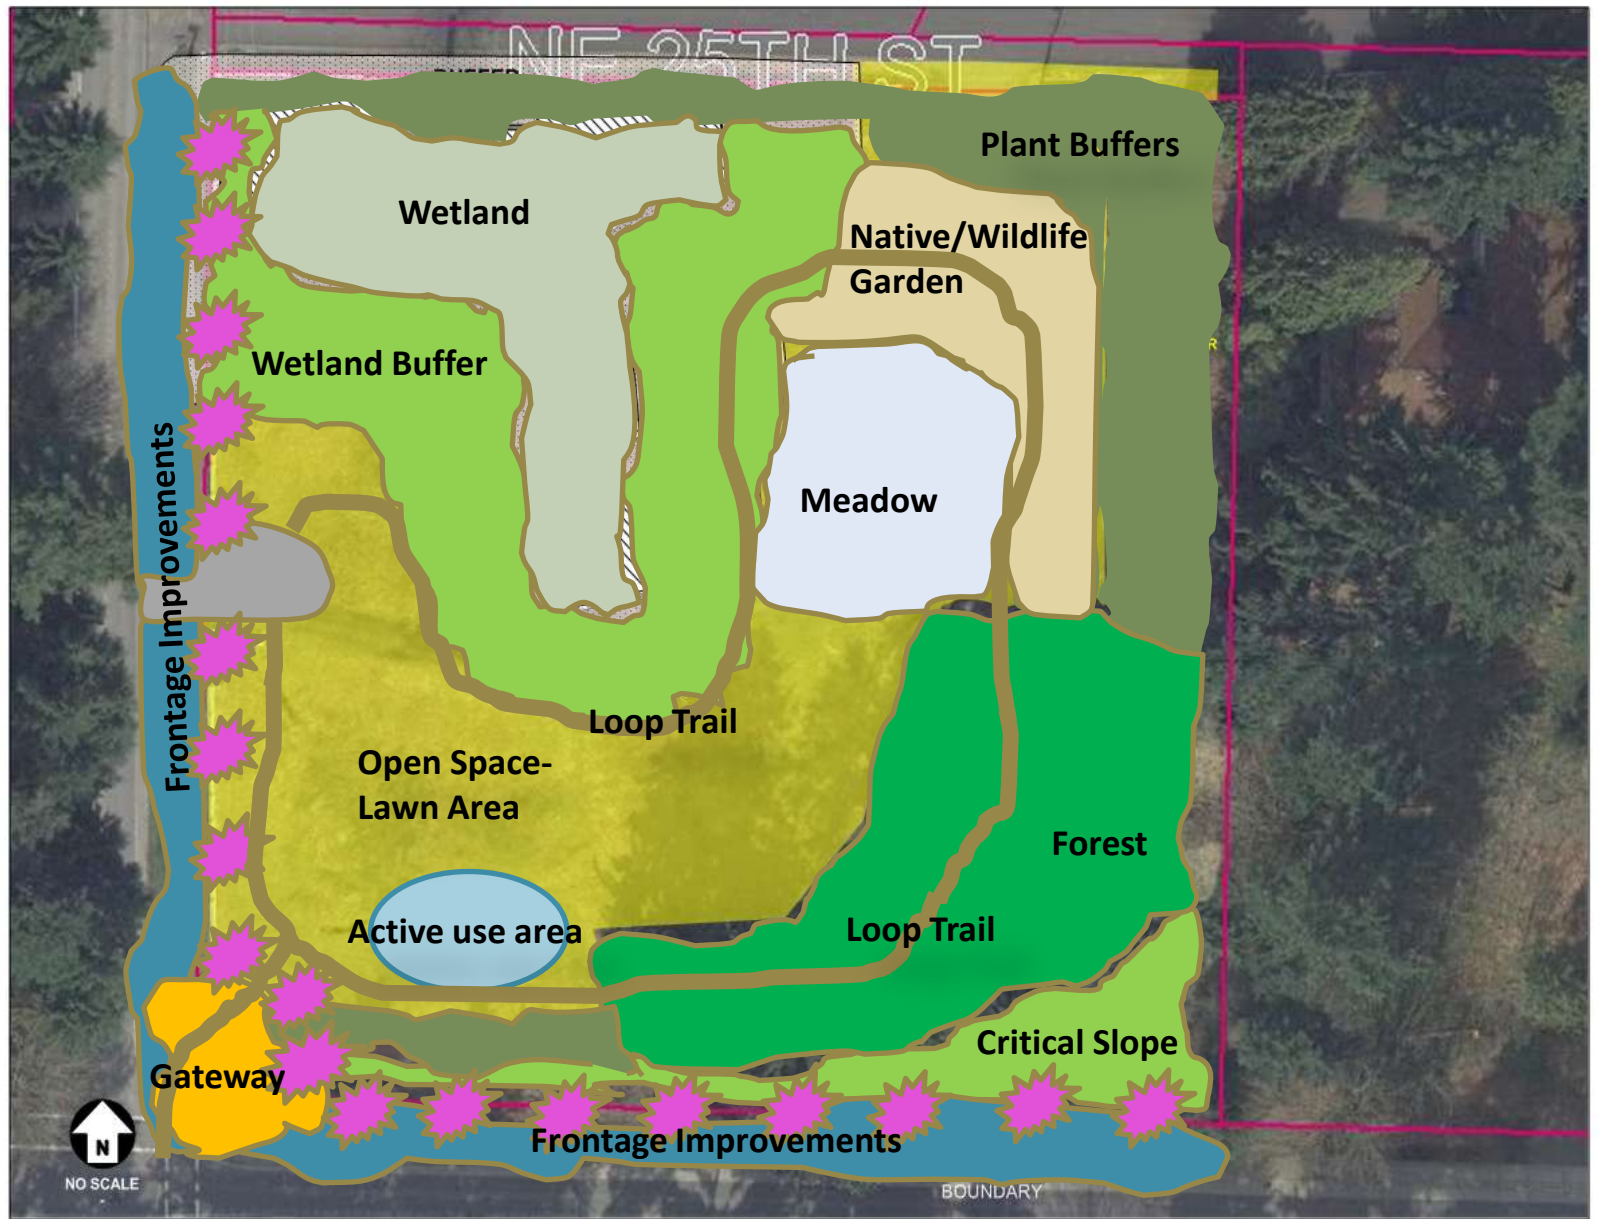 NE 25TH ST
BUFFER
Plant Buffers
Wetland
Native/Wildlife
Garden
Wetland Buffer
R
Frontage Improvements
Meadow
Loop Trail
Open Space-
Lawn Area
Forest
Active use area
Loop Trail
Critical Slope
Gateway
Frontage Improvements
N
NO SCALE
BOUNDARY